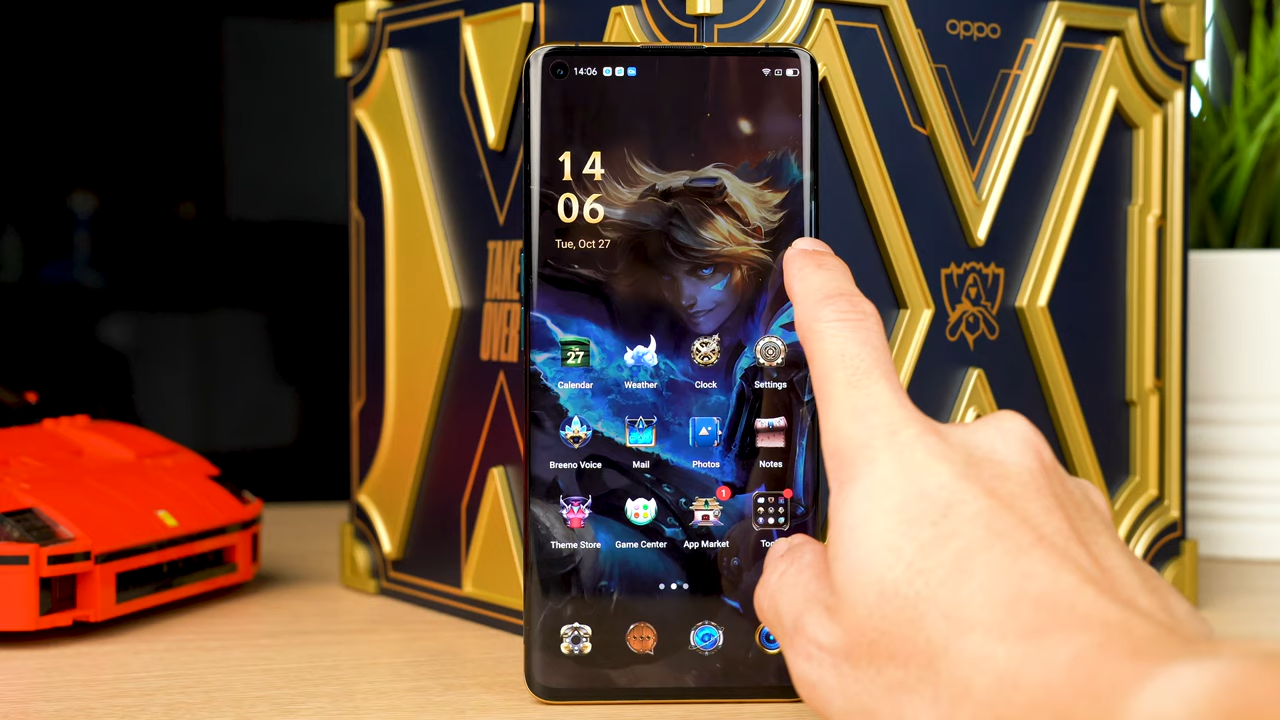 oppo
14:06
14
06
Tue, Oct 27
TAKE
OVER
27
Calendar
Weather
Clock
Settings
Breeno Voice
Mail
Photos
Notes
1
Theme Store
Game Center
App Market